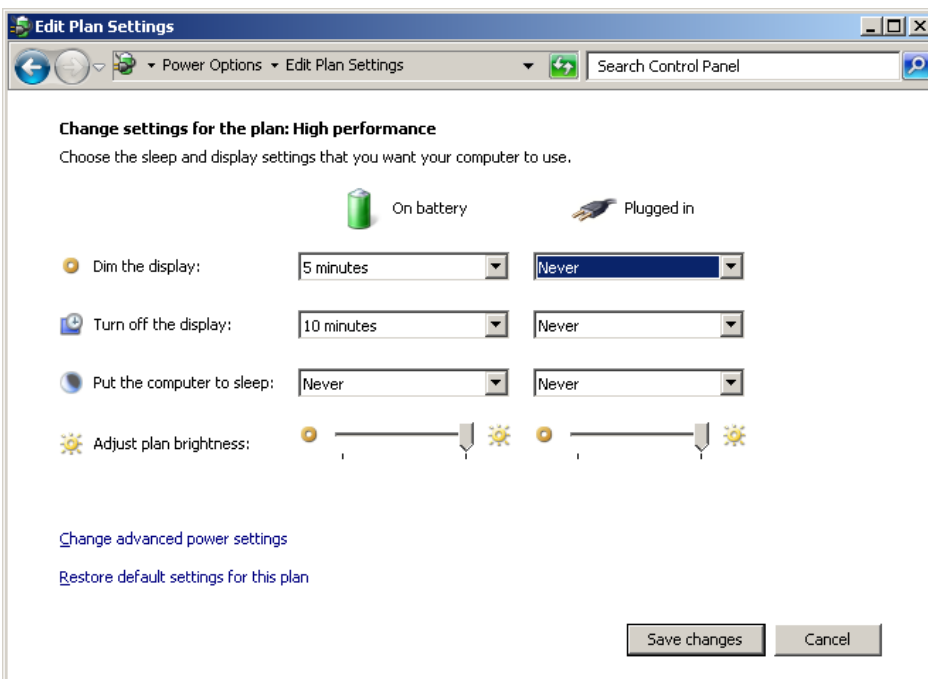 Edit Plan Settings
Power Options Edit Plan Settings Search Control Panel
Change settings for the plan: High performance
Choose the sleep and display settings that you want your computer to use.
On battery Plugged in
Dim the display: 5 minutes Never
Turn off the display: 10 minutes Never
Put the computer to sleep: Never Never
Adjust plan brightness:
Change advanced power settings
Restore default settings for this plan
Save changes Cancel